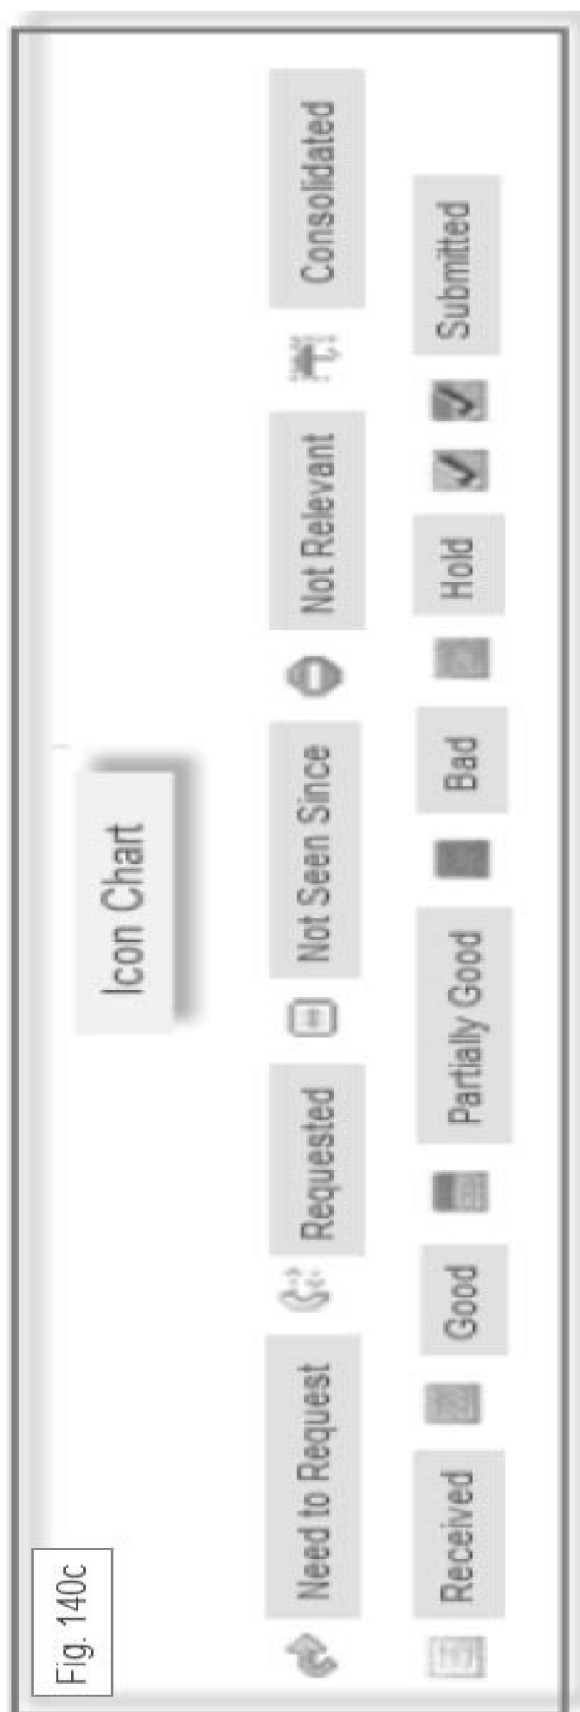 Fig. 140c
Icon Chart
Need to Request Requested Not Seen Since Not Relevant Consolidated
Received Good Partially Good Bad Hold Submitted